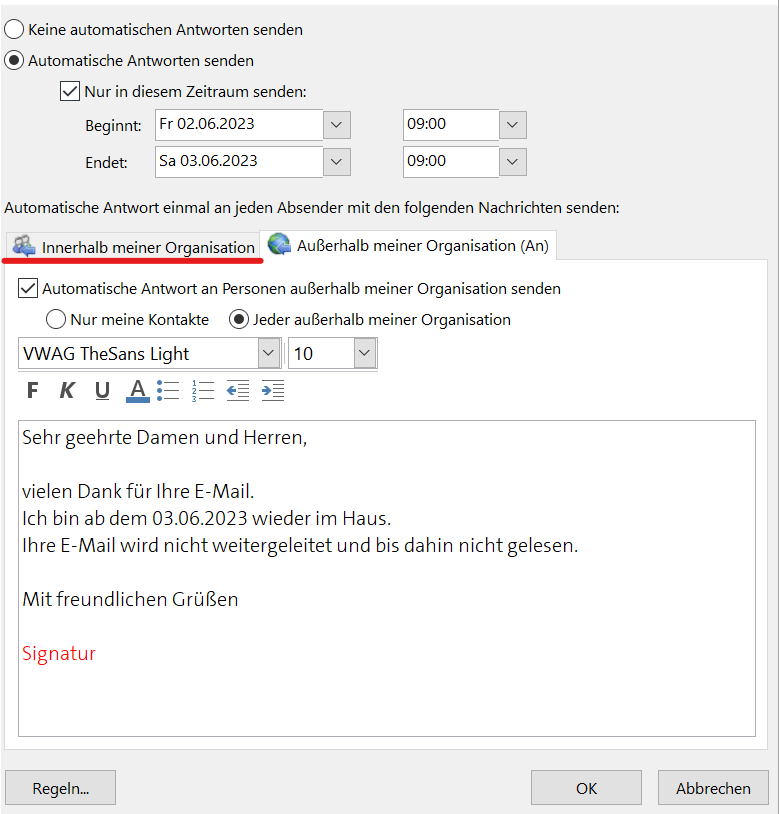 Keine automatischen Antworten senden
Automatische Antworten senden
Nur in diesem Zeitraum senden:
Beginnt: Fr 02.06.2023 09:00
Endet: Sa 03.06.2023 09:00
Automatische Antwort einmal an jeden Absender mit den folgenden Nachrichten senden:
Innerhalb meiner Organisation Außerhalb meiner Organisation (An)
Automatische Antwort an Personen außerhalb meiner Organisation senden
Nur meine Kontakte Jeder außerhalb meiner Organisation
VWAG TheSans Light 10
F K U A 1 2 3
Sehr geehrte Damen und Herren,
vielen Dank für Ihre E-Mail.
Ich bin ab dem 03.06.2023 wieder im Haus.
Ihre E-Mail wird nicht weitergeleitet und bis dahin nicht gelesen.
Mit freundlichen Grüßen
Signatur
Regeln... OK Abbrechen